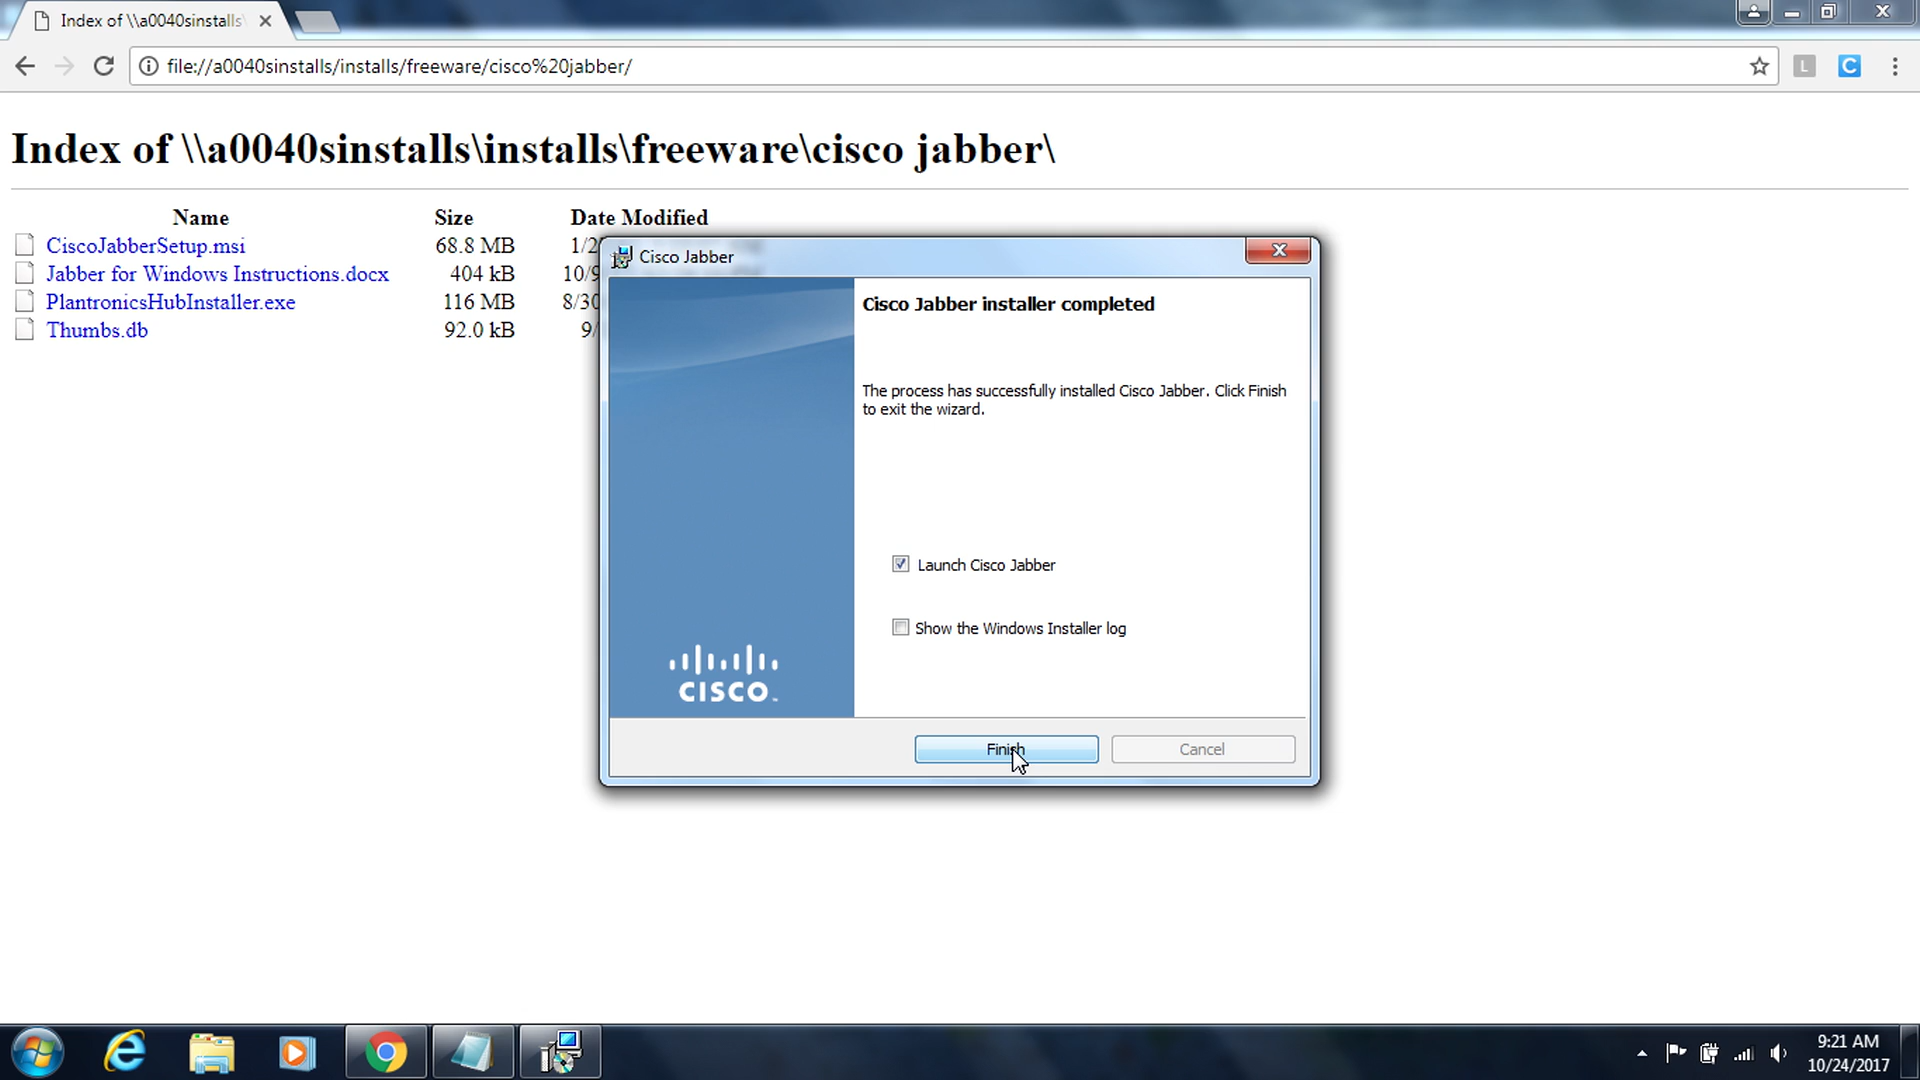 Index of \\a0040sinstalls
file://a0040sinstalls/installs/freeware/cisco%20jabber/
L
C
Index of \\a0040sinstalls\installs\freeware\cisco jabber\
Name Size Date Modified
CiscoJabberSetup.msi 68.8 MB
Jabber for Windows Instructions.docx 404 kB
PlantronicsHubInstaller.exe 116 MB
Thumbs.db 92.0 kB
Cisco Jabber
Cisco Jabber installer completed
The process has successfully installed Cisco Jabber. Click Finish
to exit the wizard.
Launch Cisco Jabber
Show the Windows Installer log
CISCO
Finish
Cancel
9:21 AM
10/24/2017